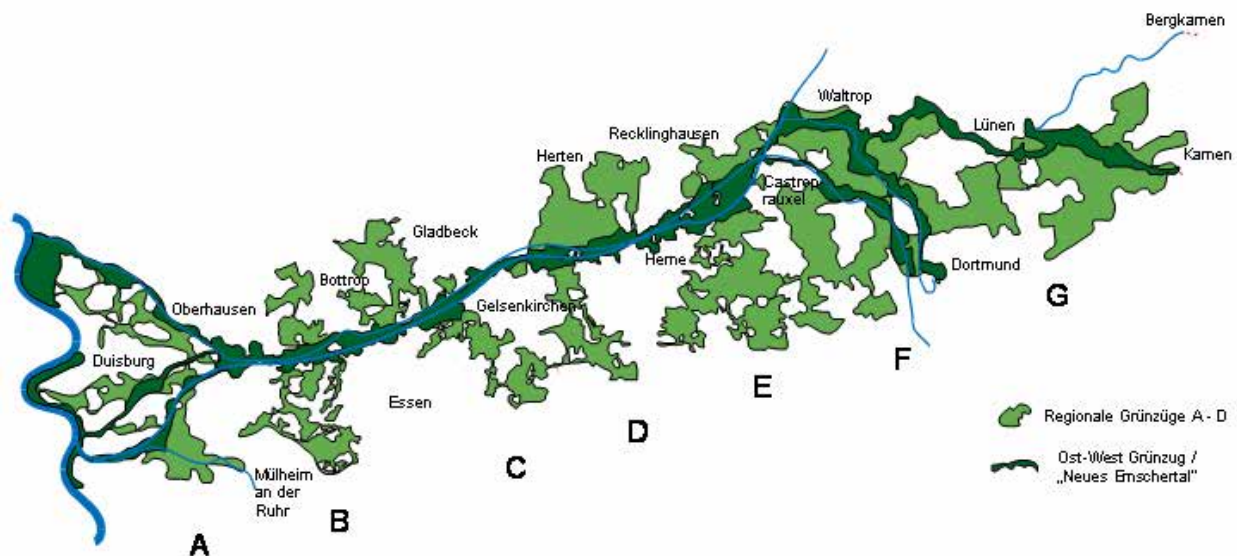 Bergkamen
Waltrop
Lünen
Recklinghausen
Herten
Kamen
Castrop
rauxel
Gladbeck
Herne
Bottrop
Dortmund
Oberhausen
Gelsenkirchen
G
Duisburg
F
E
Essen
Regionale Grünzüge A - D
D
Ost-West Grünzug /
„Neues Emschertal"
C
Mülheim
an der
Ruhr
B
A